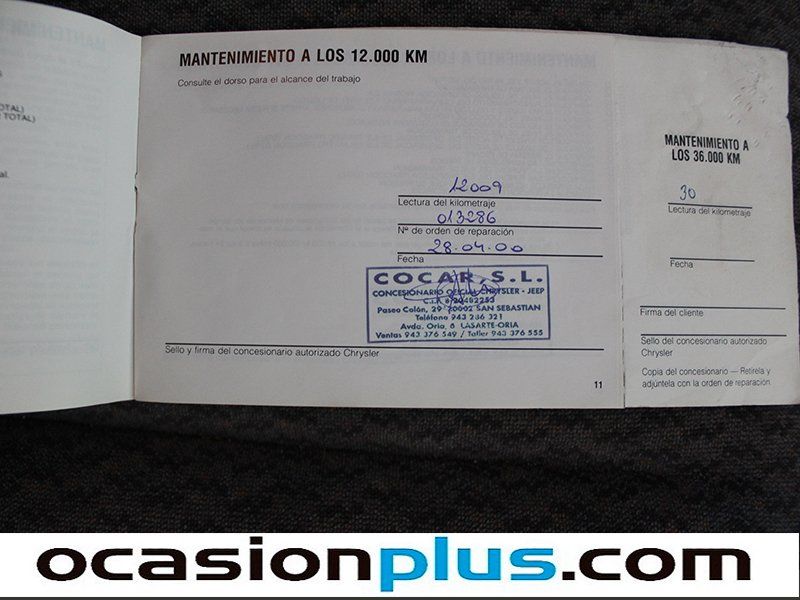 OTAL)
TOTAL)
al.
MANTENIMIENTO A LOS 12.000 KM
Consulte el dorso para el alcance del trabajo
12009
Lectura del kilometraje
013286
Nº de orden de reparación
28.04.00
Fecha
COCAR, S.L.
CONCESIONARIO OFICIAL CHRYSLER - JEEP
C.I.F.
Paseo Colón, 29 - 20002 SAN SEBASTIAN
Teléfono 943 286 321
Avda. Oria, 8 LASARTE-ORIA
Ventas 943 376 549 / Taller 943 376 555
Sello y firma del concesionario autorizado Chrysler
11
MANTENIMIENTO A
LOS 36.000 KM
30
Lectura del kilometraje
Fecha
Firma del cliente
Sello del concesionario autorizado
Chrysler
Copia del concesionario — Retírela y
adjúntela con la orden de reparación.
ocasionplus.com